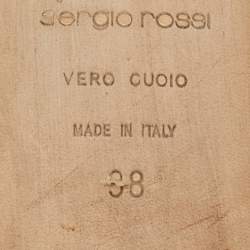 sergio rossi
VERO CUOIO
MADE IN ITALY
38